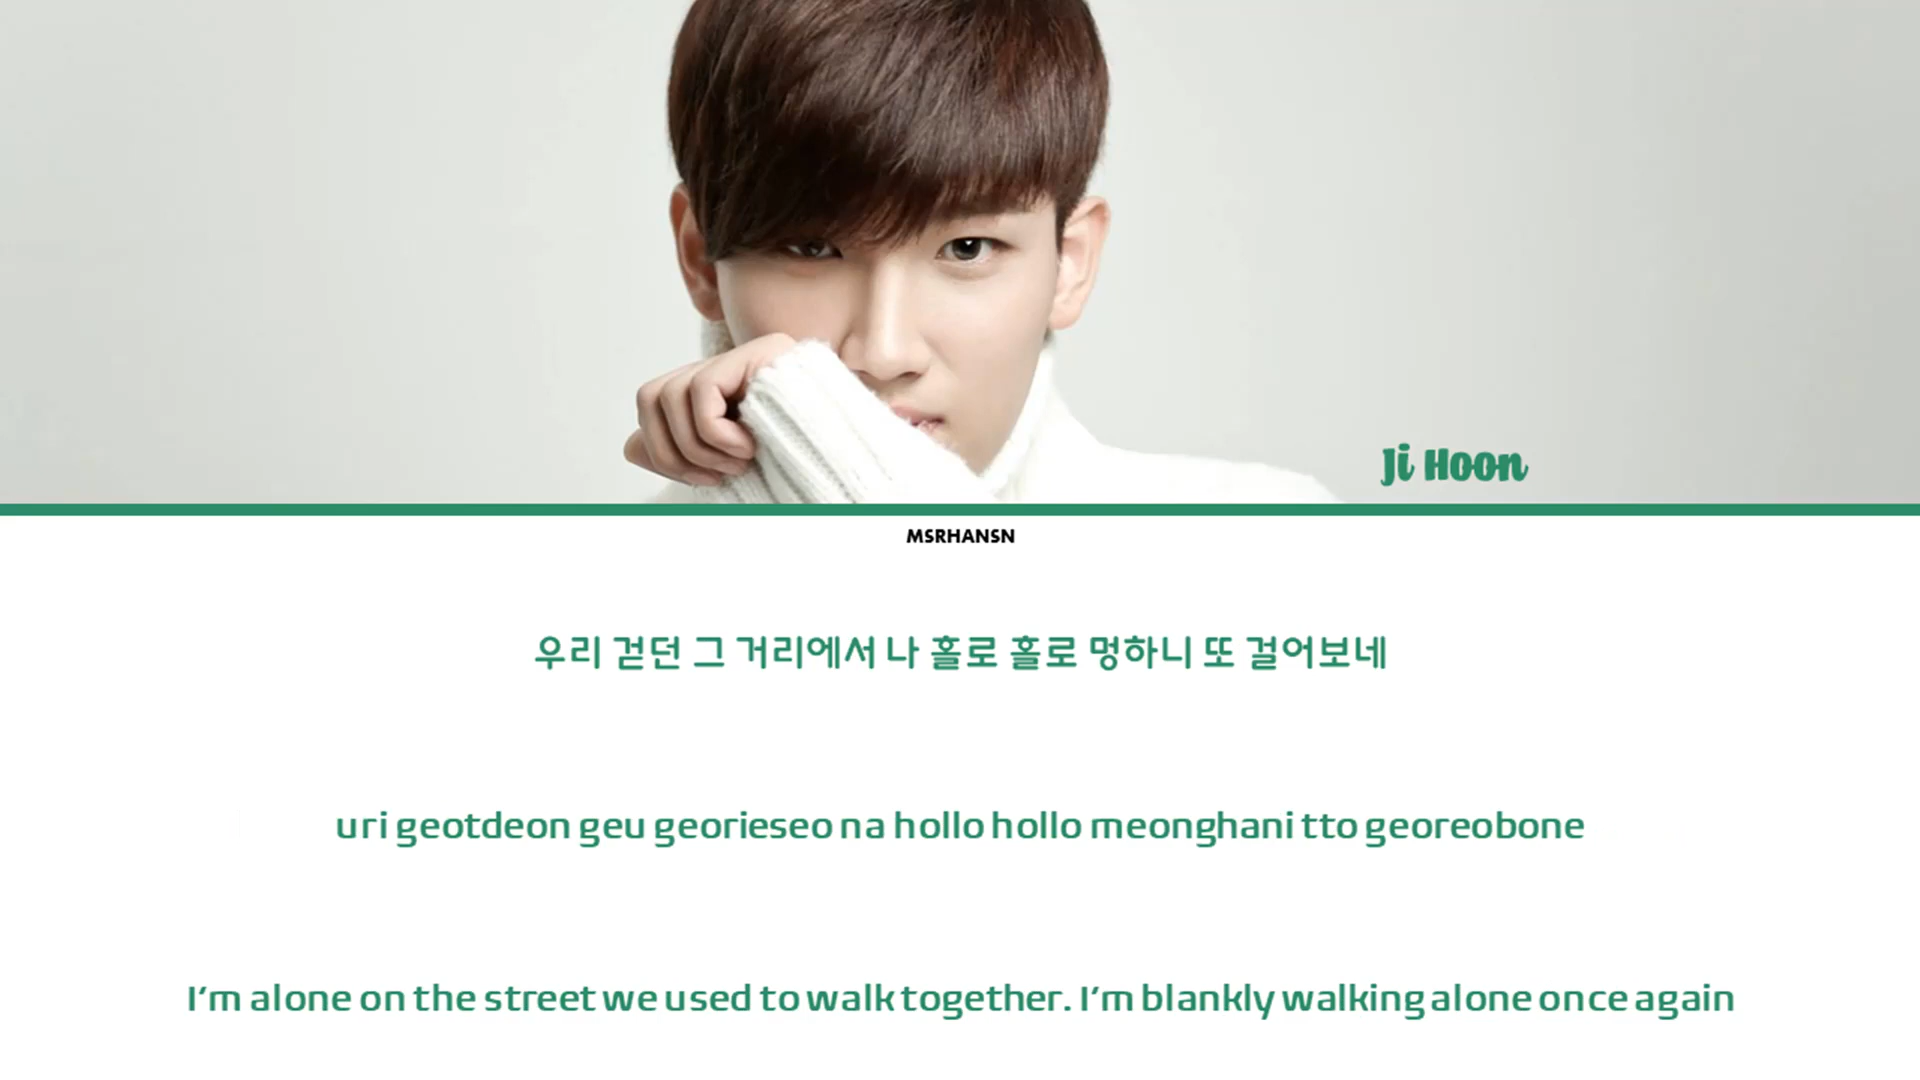 Ji Hoon
MSRHANSN
우리 걷던 그 거리에서 나 홀로 홀로 멍하니 또 걸어보네
uri geotdeon geu georieseo na hollo hollo meonghani tto georeobone
I'm alone on the street we used to walk together. I'm blankly walking alone once again